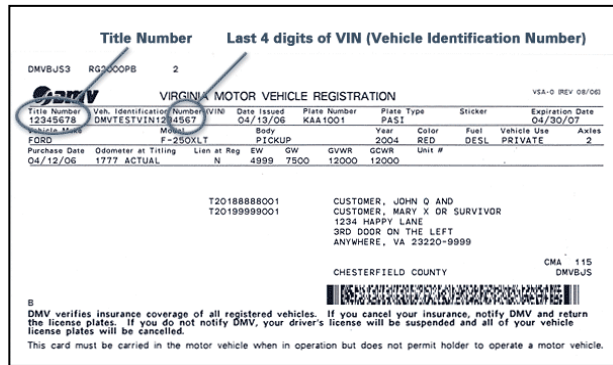 Title Number Last 4 digits of VIN (Vehicle Identification Number)
DMVBJS3 RG3000PB 2
DMV VIRGINIA MOTOR VEHICLE REGISTRATION VSA-0 (REV 08/06)
Title Number Veh. Identification Number (VIN) Date Issued Plate Number Plate Type Sticker Expiration Date
12345678 DMVTESTVIN1234567 04/13/06 KAA1001 PASI 04/30/07
Vehicle Make Model Body Year Color Fuel Vehicle Use Axles
FORD F-250XLT PICKUP 2004 RED DESL PRIVATE 2
Purchase Date Odometer at Titling Lien at Reg EW GW GVWR GCWR Unit #
04/12/06 1777 ACTUAL N 4999 7500 12000 12000
T20188888001 CUSTOMER, JOHN Q AND
T20199999001 CUSTOMER, MARY X OR SURVIVOR
1234 HAPPY LANE
3RD DOOR ON THE LEFT
ANYWHERE, VA 23220-9999
CMA 115
CHESTERFIELD COUNTY DMVBJS
B
DMV verifies insurance coverage of all registered vehicles. If you cancel your insurance, notify DMV and return
the license plates. If you do not notify DMV, your driver's license will be suspended and all of your vehicle
license plates will be cancelled.
This card must be carried in the motor vehicle when in operation but does not permit holder to operate a motor vehicle.